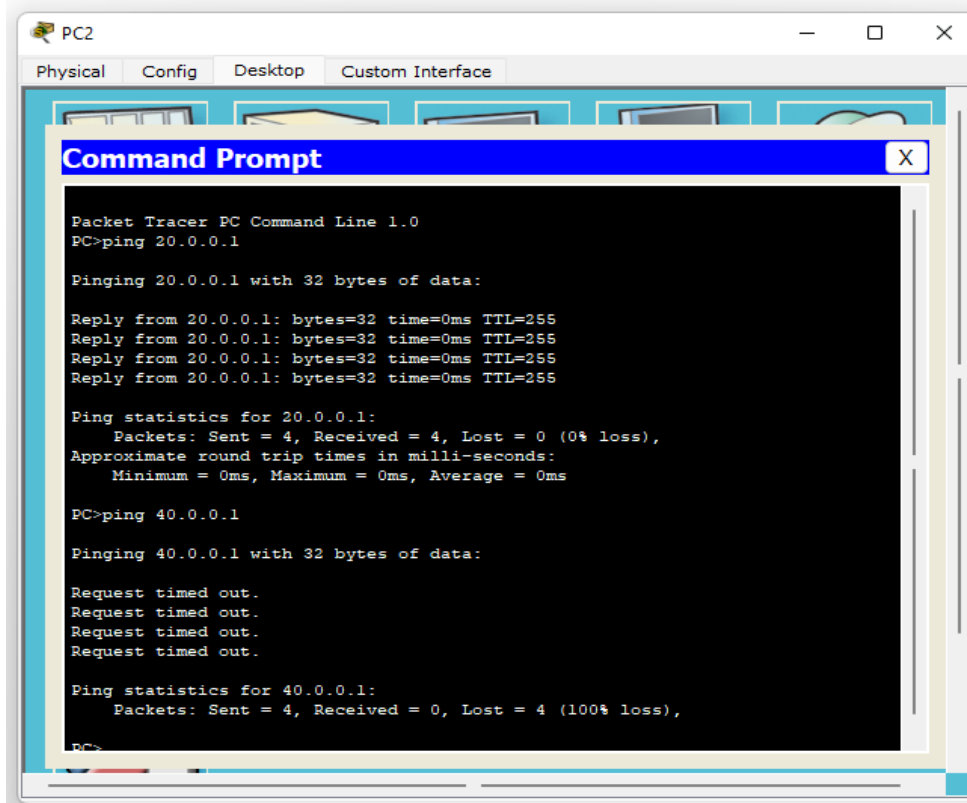 PC2
Physical Config Desktop Custom Interface
Command Prompt
X
Packet Tracer PC Command Line 1.0
PC>ping 20.0.0.1
Pinging 20.0.0.1 with 32 bytes of data:
Reply from 20.0.0.1: bytes=32 time=0ms TTL=255
Reply from 20.0.0.1: bytes=32 time=0ms TTL=255
Reply from 20.0.0.1: bytes=32 time=0ms TTL=255
Reply from 20.0.0.1: bytes=32 time=0ms TTL=255
Ping statistics for 20.0.0.1:
Packets: Sent = 4, Received = 4, Lost = 0 (0% loss),
Approximate round trip times in milli-seconds:
Minimum = 0ms, Maximum = 0ms, Average = 0ms
PC>ping 40.0.0.1
Pinging 40.0.0.1 with 32 bytes of data:
Request timed out.
Request timed out.
Request timed out.
Request timed out.
Ping statistics for 40.0.0.1:
Packets: Sent = 4, Received = 0, Lost = 4 (100% loss),
PC>